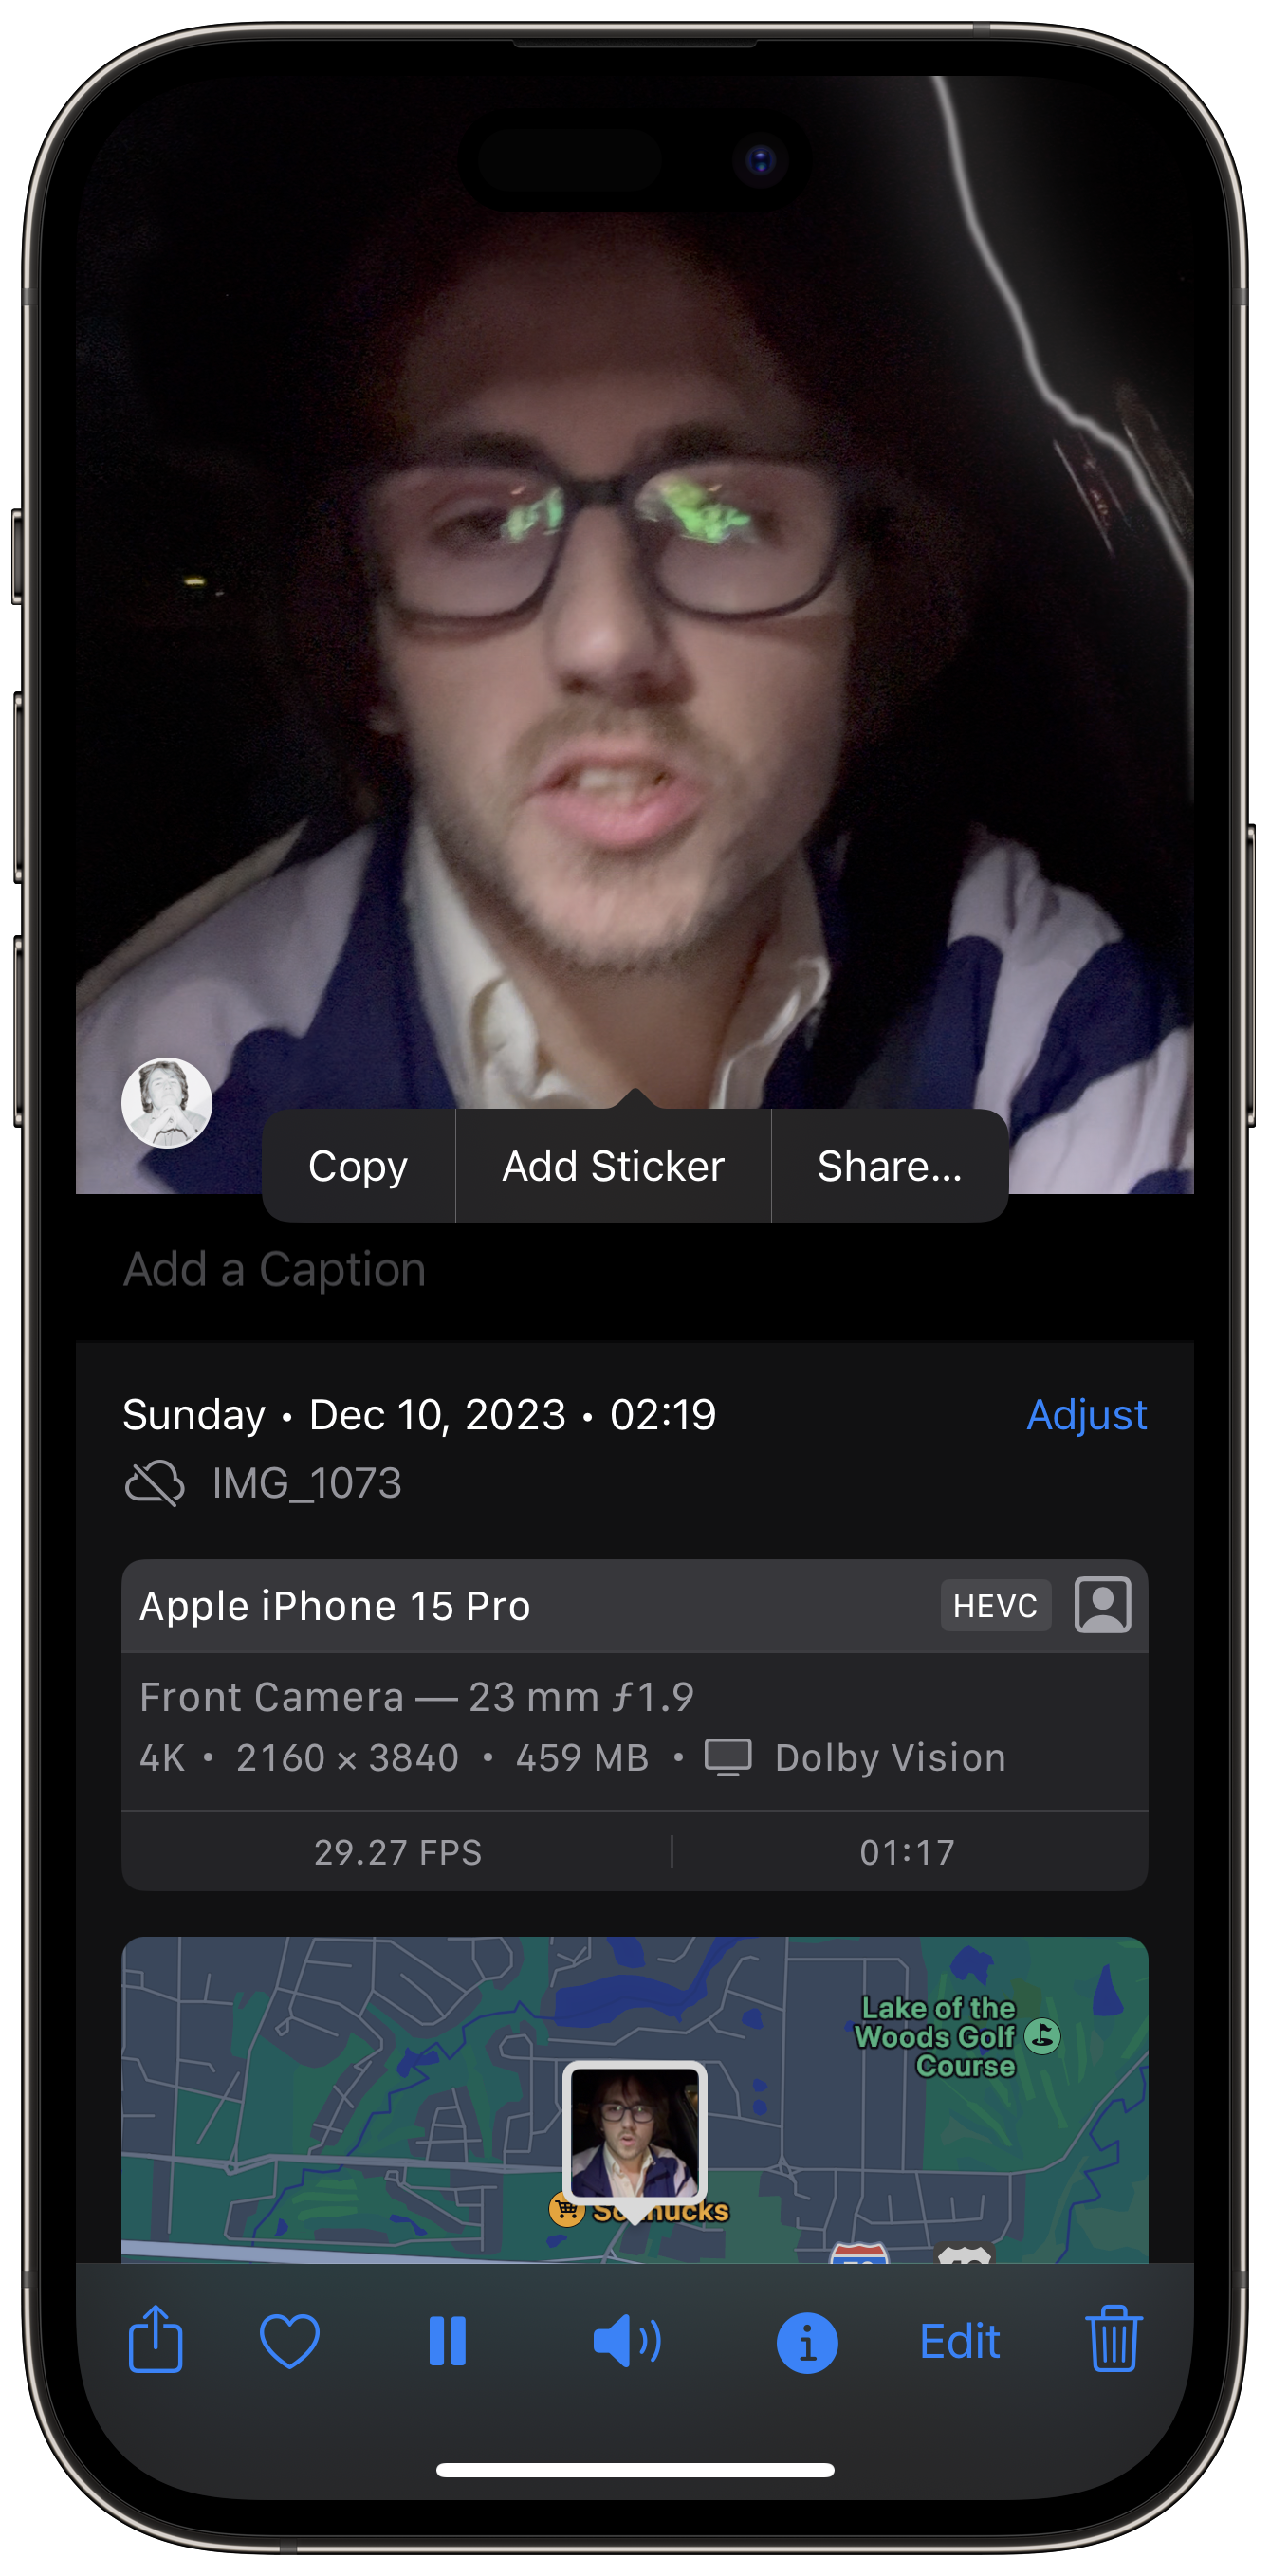 Copy
Add Sticker
Share...
Add a Caption
Sunday • Dec 10, 2023 • 02:19
Adjust
IMG_1073
Apple iPhone 15 Pro
HEVC
Front Camera — 23 mm ƒ1.9
4K • 2160 × 3840 • 459 MB • Dolby Vision
29.27 FPS
01:17
Lake of the
Woods Golf
Course
Edit